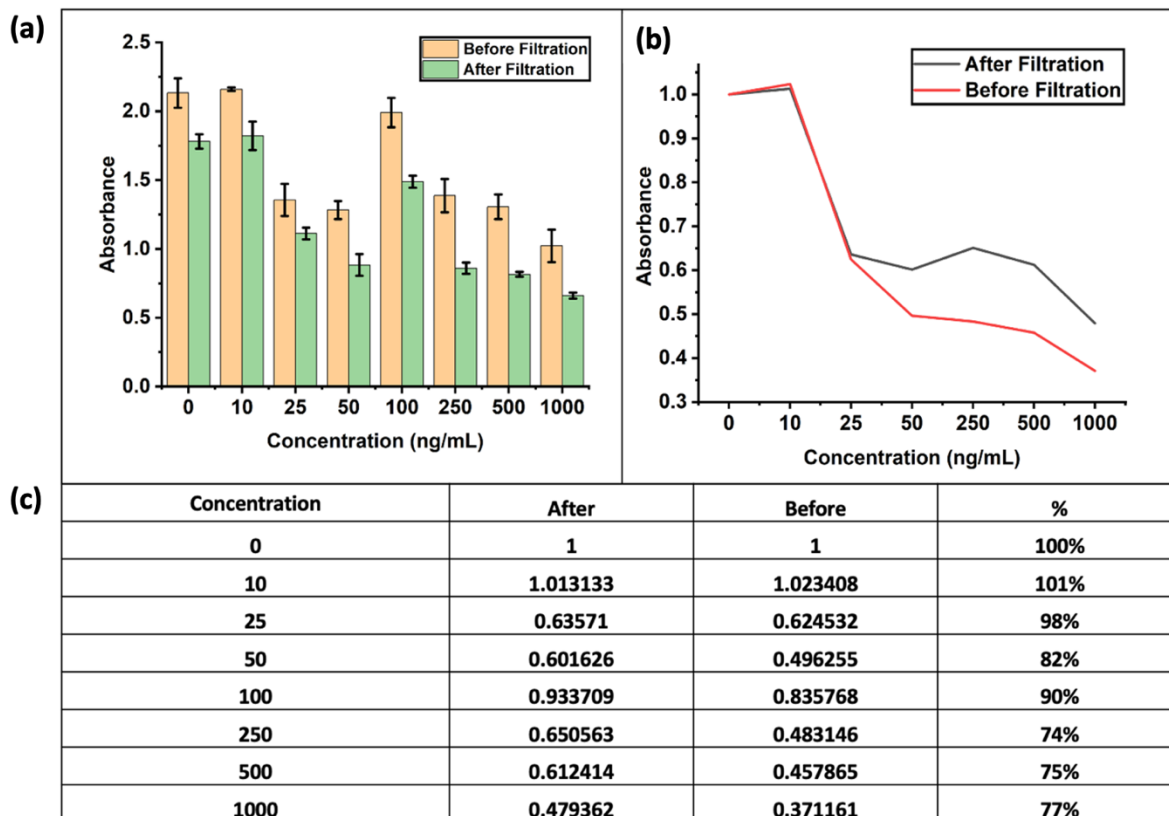 (a)
2.5
2.0
1.5
1.0
0.5
0.0
Absorbance
Before Filtration
After Filtration
0 10 25 50 100 250 500 1000
Concentration (ng/mL)
(b)
1.0
0.9
0.8
0.7
0.6
0.5
0.4
0.3
Absorbance
After Filtration
Before Filtration
0 10 25 50 250 500 1000
Concentration (ng/mL)
(c)
Concentration After Before %
0 1 1 100%
10 1.013133 1.023408 101%
25 0.63571 0.624532 98%
50 0.601626 0.496255 82%
100 0.933709 0.835768 90%
250 0.650563 0.483146 74%
500 0.612414 0.457865 75%
1000 0.479362 0.371161 77%